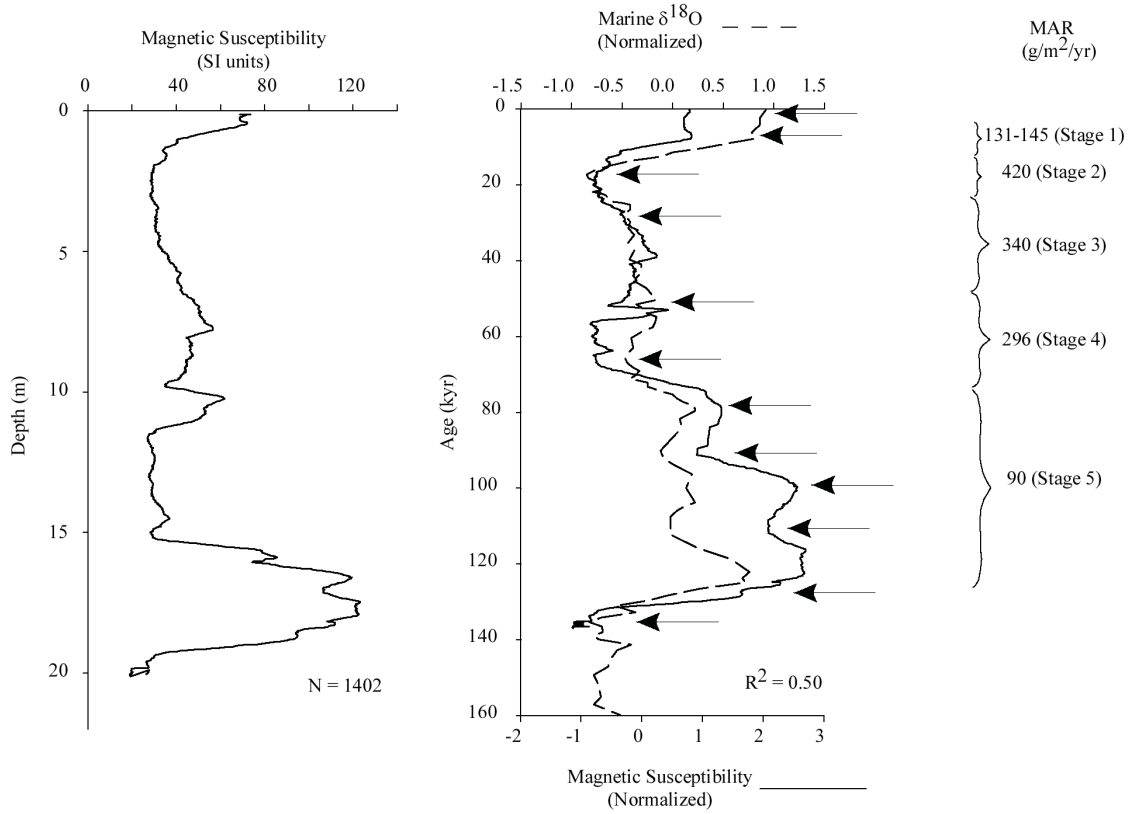 Magnetic Susceptibility
(SI units)
0 40 80 120
0
5
10
15
20
Depth (m)
N = 1402
Marine δ18O
(Normalized)
-1.5 -1.0 -0.5 0.0 0.5 1.0 1.5
0
20
40
60
80
100
120
140
160
Age (kyr)
R2 = 0.50
-2 -1 0 1 2 3
Magnetic Susceptibility
(Normalized)
MAR
(g/m2/yr)
131-145 (Stage 1)
420 (Stage 2)
340 (Stage 3)
296 (Stage 4)
90 (Stage 5)